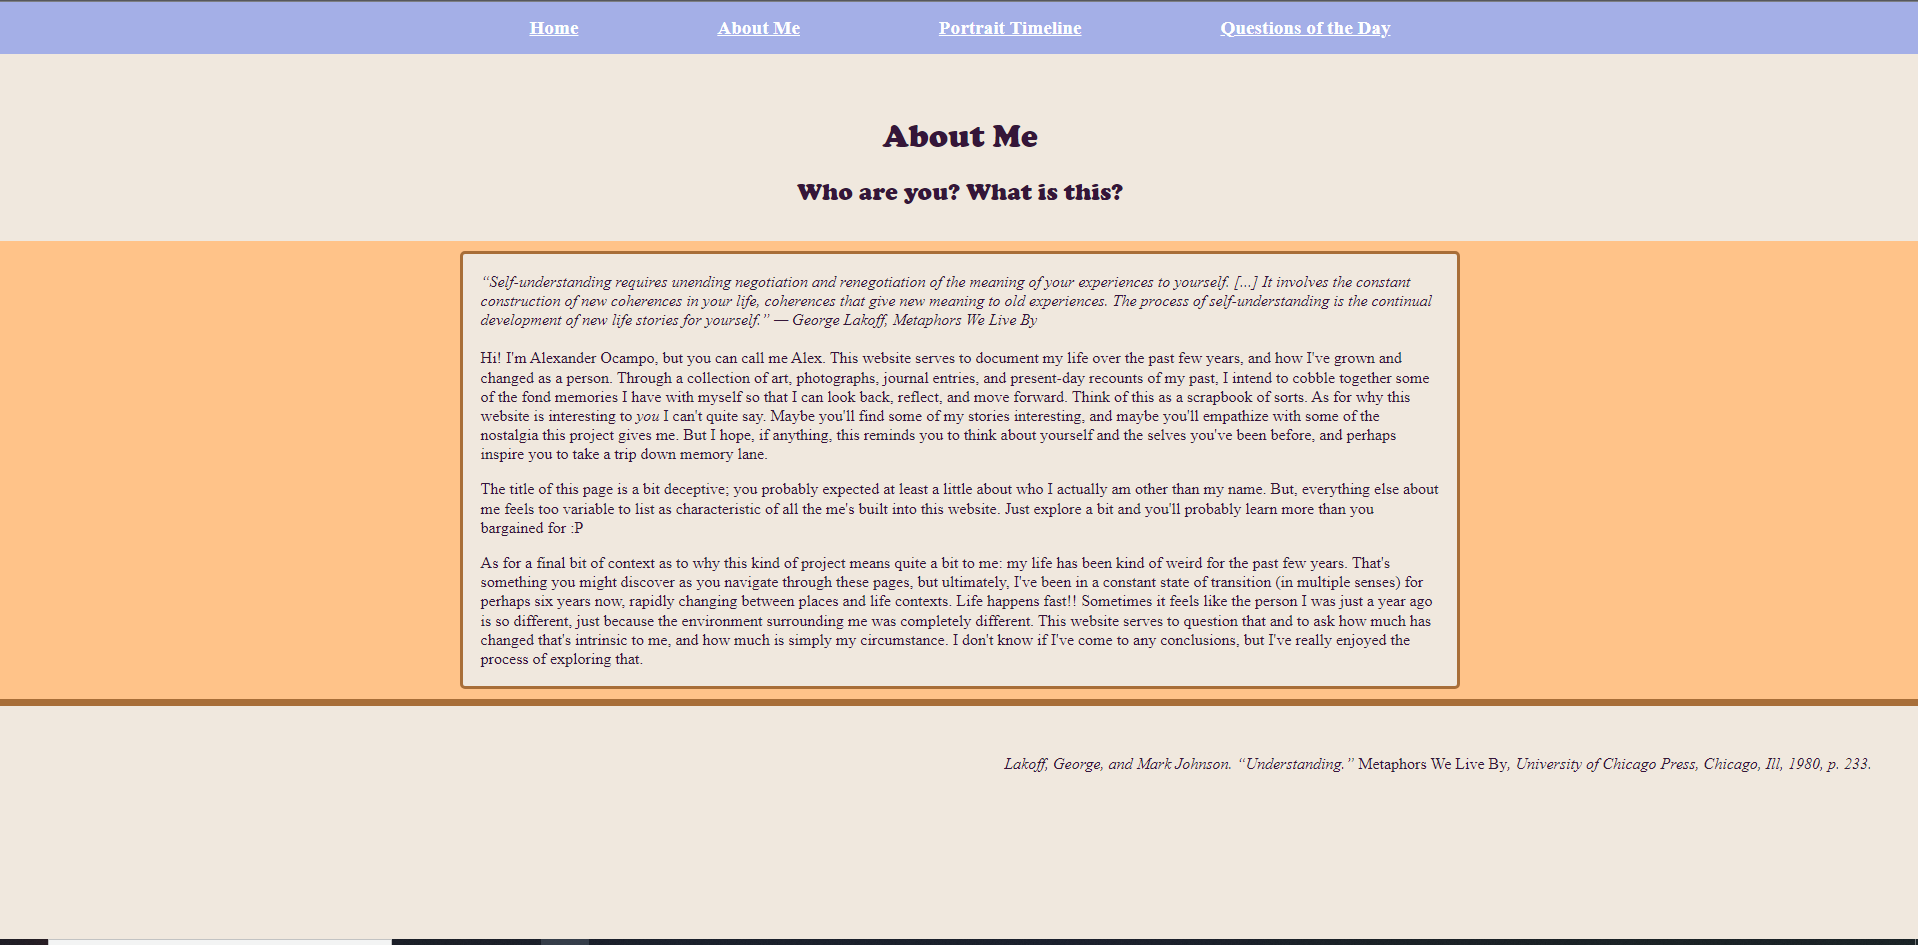 Home About Me Portrait Timeline Questions of the Day
About Me
Who are you? What is this?
“Self-understanding requires unending negotiation and renegotiation of the meaning of your experiences to yourself. [...] It involves the constant
construction of new coherences in your life, coherences that give new meaning to old experiences. The process of self-understanding is the continual
development of new life stories for yourself.” — George Lakoff, Metaphors We Live By
Hi! I'm Alexander Ocampo, but you can call me Alex. This website serves to document my life over the past few years, and how I've grown and
changed as a person. Through a collection of art, photographs, journal entries, and present-day recounts of my past, I intend to cobble together some
of the fond memories I have with myself so that I can look back, reflect, and move forward. Think of this as a scrapbook of sorts. As for why this
website is interesting to you I can't quite say. Maybe you'll find some of my stories interesting, and maybe you'll empathize with some of the
nostalgia this project gives me. But I hope, if anything, this reminds you to think about yourself and the selves you've been before, and perhaps
inspire you to take a trip down memory lane.
The title of this page is a bit deceptive; you probably expected at least a little about who I actually am other than my name. But, everything else about
me feels too variable to list as characteristic of all the me's built into this website. Just explore a bit and you'll probably learn more than you
bargained for :P
As for a final bit of context as to why this kind of project means quite a bit to me: my life has been kind of weird for the past few years. That's
something you might discover as you navigate through these pages, but ultimately, I've been in a constant state of transition (in multiple senses) for
perhaps six years now, rapidly changing between places and life contexts. Life happens fast!! Sometimes it feels like the person I was just a year ago
is so different, just because the environment surrounding me was completely different. This website serves to question that and to ask how much has
changed that's intrinsic to me, and how much is simply my circumstance. I don't know if I've come to any conclusions, but I've really enjoyed the
process of exploring that.
Lakoff, George, and Mark Johnson. “Understanding.” Metaphors We Live By, University of Chicago Press, Chicago, Ill, 1980, p. 233.